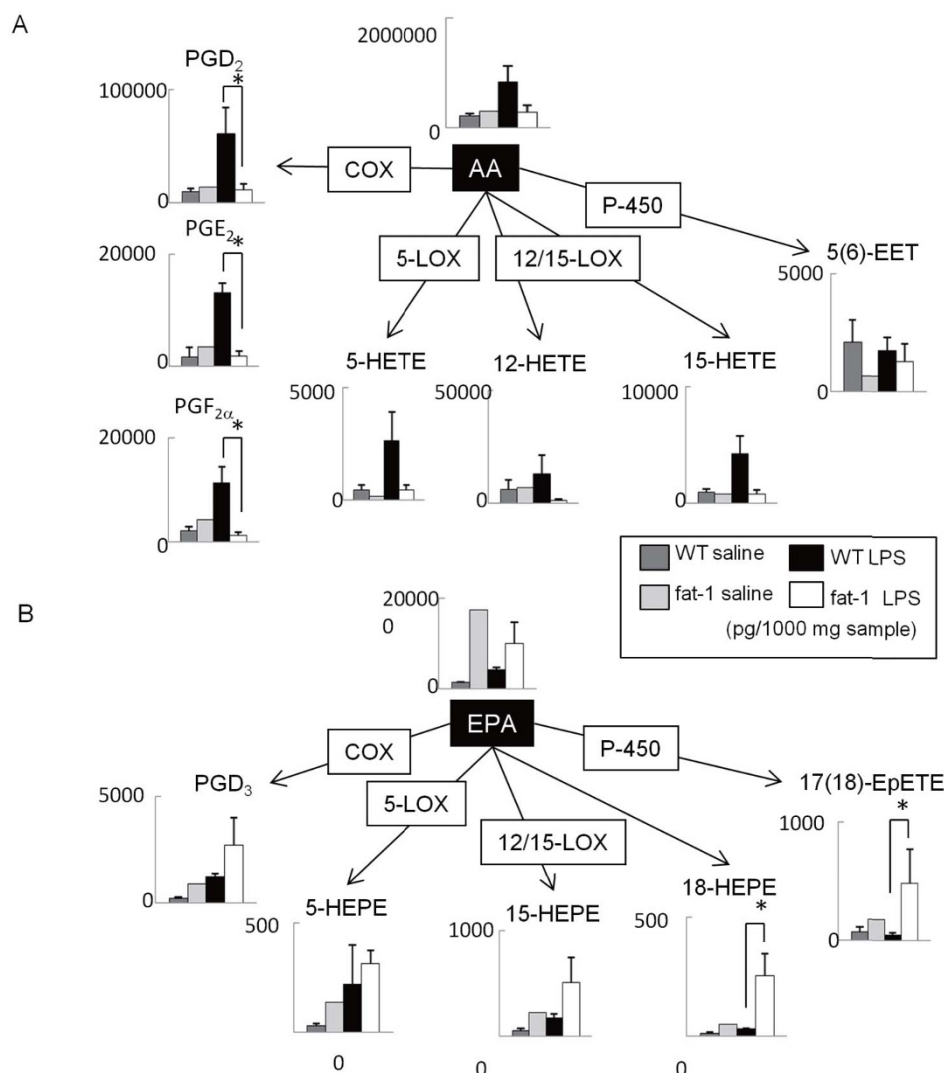 A
PGD2
*
100000
0
2000000
0
COX
AA
P-450
PGE2
*
20000
0
5-LOX
12/15-LOX
5(6)-EET
5000
0
PGF2α
*
20000
0
5-HETE
5000
0
12-HETE
50000
0
15-HETE
10000
0
WT saline
WT LPS
fat-1 saline
fat-1 LPS
(pg/1000 mg sample)
B
20000
0
0
COX
EPA
P-450
PGD3
5000
0
5-LOX
12/15-LOX
17(18)-EpETE
*
1000
0
5-HEPE
500
0
15-HEPE
1000
0
18-HEPE
*
500
0